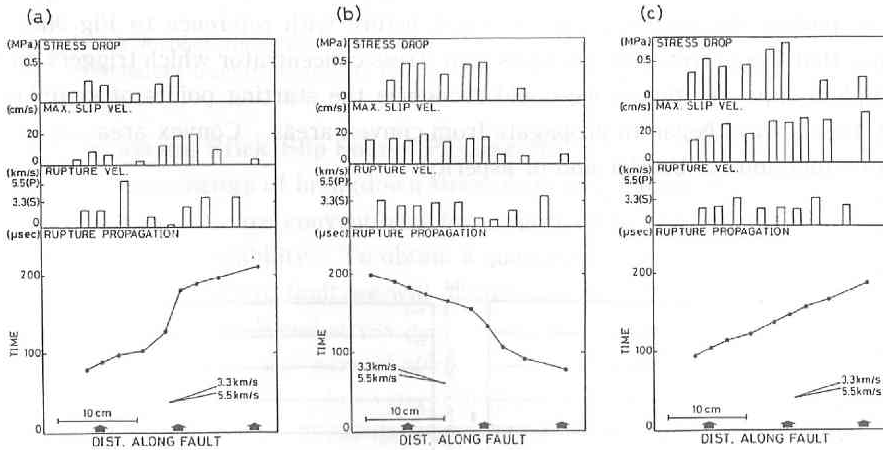 (a)
(MPa) STRESS DROP
0.5
0
(cm/s) MAX. SLIP VEL.
20
0
(km/s) RUPTURE VEL.
5.5(P)
3.3(S)
0
(μsec) RUPTURE PROPAGATION
200
TIME
100
3.3km/s
5.5km/s
10 cm
0
DIST. ALONG FAULT
(b)
(MPa) STRESS DROP
0.5
0
(cm/s) MAX. SLIP VEL.
20
0
(km/s) RUPTURE VEL.
5.5(P)
3.3(S)
0
(μsec) RUPTURE PROPAGATION
200
TIME
100
3.3km/s
5.5km/s
10 cm
0
DIST. ALONG FAULT
(c)
(MPa) STRESS DROP
0.5
0
(cm/s) MAX. SLIP VEL.
20
0
(km/s) RUPTURE VEL.
5.5(P)
3.3(S)
0
(μsec) RUPTURE PROPAGATION
200
TIME
100
3.3km/s
5.5km/s
10 cm
0
DIST. ALONG FAULT